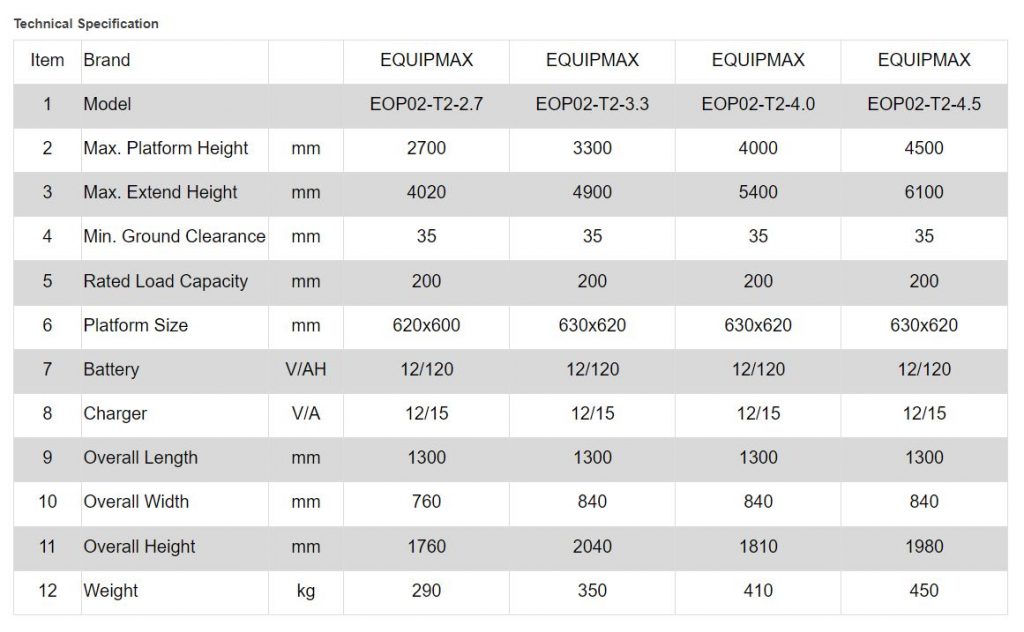 Technical Specification
Item Brand EQUIPMAX EQUIPMAX EQUIPMAX EQUIPMAX
1 Model EOP02-T2-2.7 EOP02-T2-3.3 EOP02-T2-4.0 EOP02-T2-4.5
2 Max. Platform Height mm 2700 3300 4000 4500
3 Max. Extend Height mm 4020 4900 5400 6100
4 Min. Ground Clearance mm 35 35 35 35
5 Rated Load Capacity mm 200 200 200 200
6 Platform Size mm 620x600 630x620 630x620 630x620
7 Battery V/AH 12/120 12/120 12/120 12/120
8 Charger V/A 12/15 12/15 12/15 12/15
9 Overall Length mm 1300 1300 1300 1300
10 Overall Width mm 760 840 840 840
11 Overall Height mm 1760 2040 1810 1980
12 Weight kg 290 350 410 450